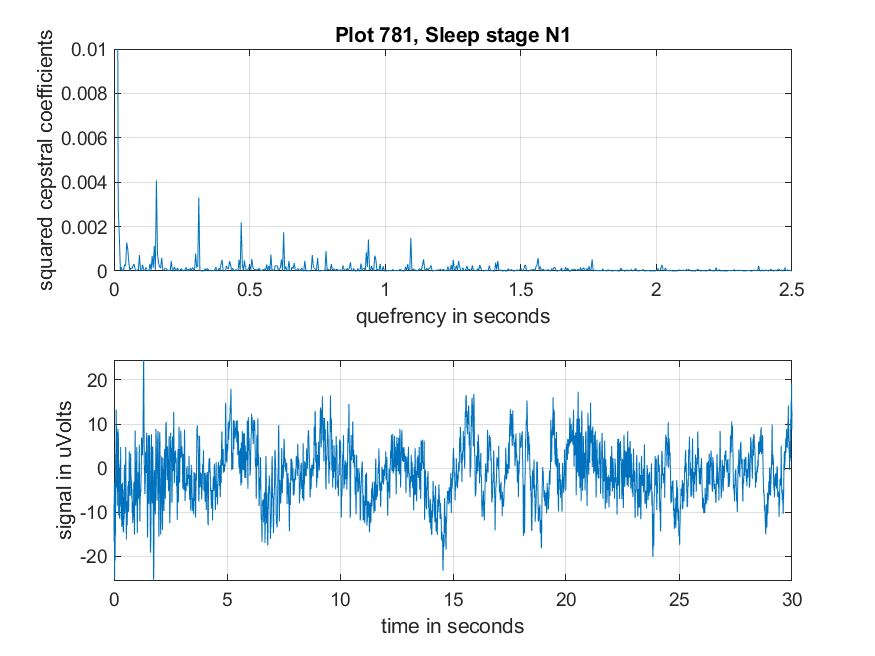 Plot 781, Sleep stage N1
squared cepstral coefficients
0.01
0.008
0.006
0.004
0.002
0
0 0.5 1 1.5 2 2.5
quefrency in seconds
signal in uVolts
20
10
0
-10
-20
0 5 10 15 20 25 30
time in seconds